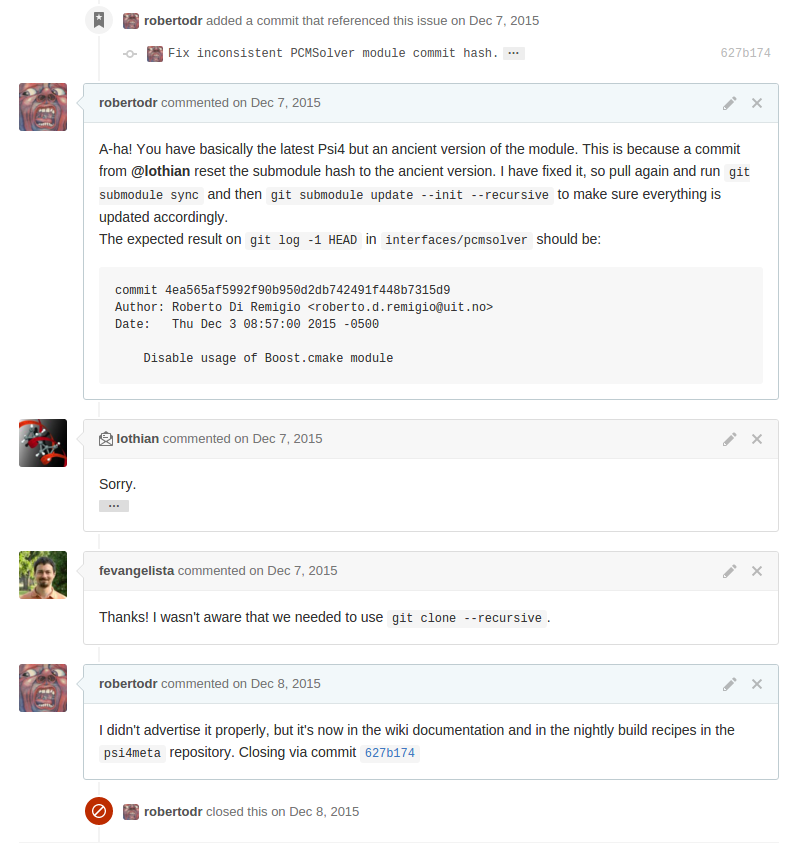 robertodr added a commit that referenced this issue on Dec 7, 2015
Fix inconsistent PCMSolver module commit hash. ··· 627b174
robertodr commented on Dec 7, 2015
A-ha! You have basically the latest Psi4 but an ancient version of the module. This is because a commit
from @lothian reset the submodule hash to the ancient version. I have fixed it, so pull again and run git
submodule sync and then git submodule update --init --recursive to make sure everything is
updated accordingly.
The expected result on git log -1 HEAD in interfaces/pcmsolver should be:
commit 4ea565af5992f90b950d2db742491f448b7315d9
Author: Roberto Di Remigio <roberto.d.remigio@uit.no>
Date:   Thu Dec 3 08:57:00 2015 -0500
Disable usage of Boost.cmake module
lothian commented on Dec 7, 2015
Sorry.
···
fevangelista commented on Dec 7, 2015
Thanks! I wasn't aware that we needed to use git clone --recursive .
robertodr commented on Dec 8, 2015
I didn't advertise it properly, but it's now in the wiki documentation and in the nightly build recipes in the
psi4meta repository. Closing via commit 627b174
robertodr closed this on Dec 8, 2015